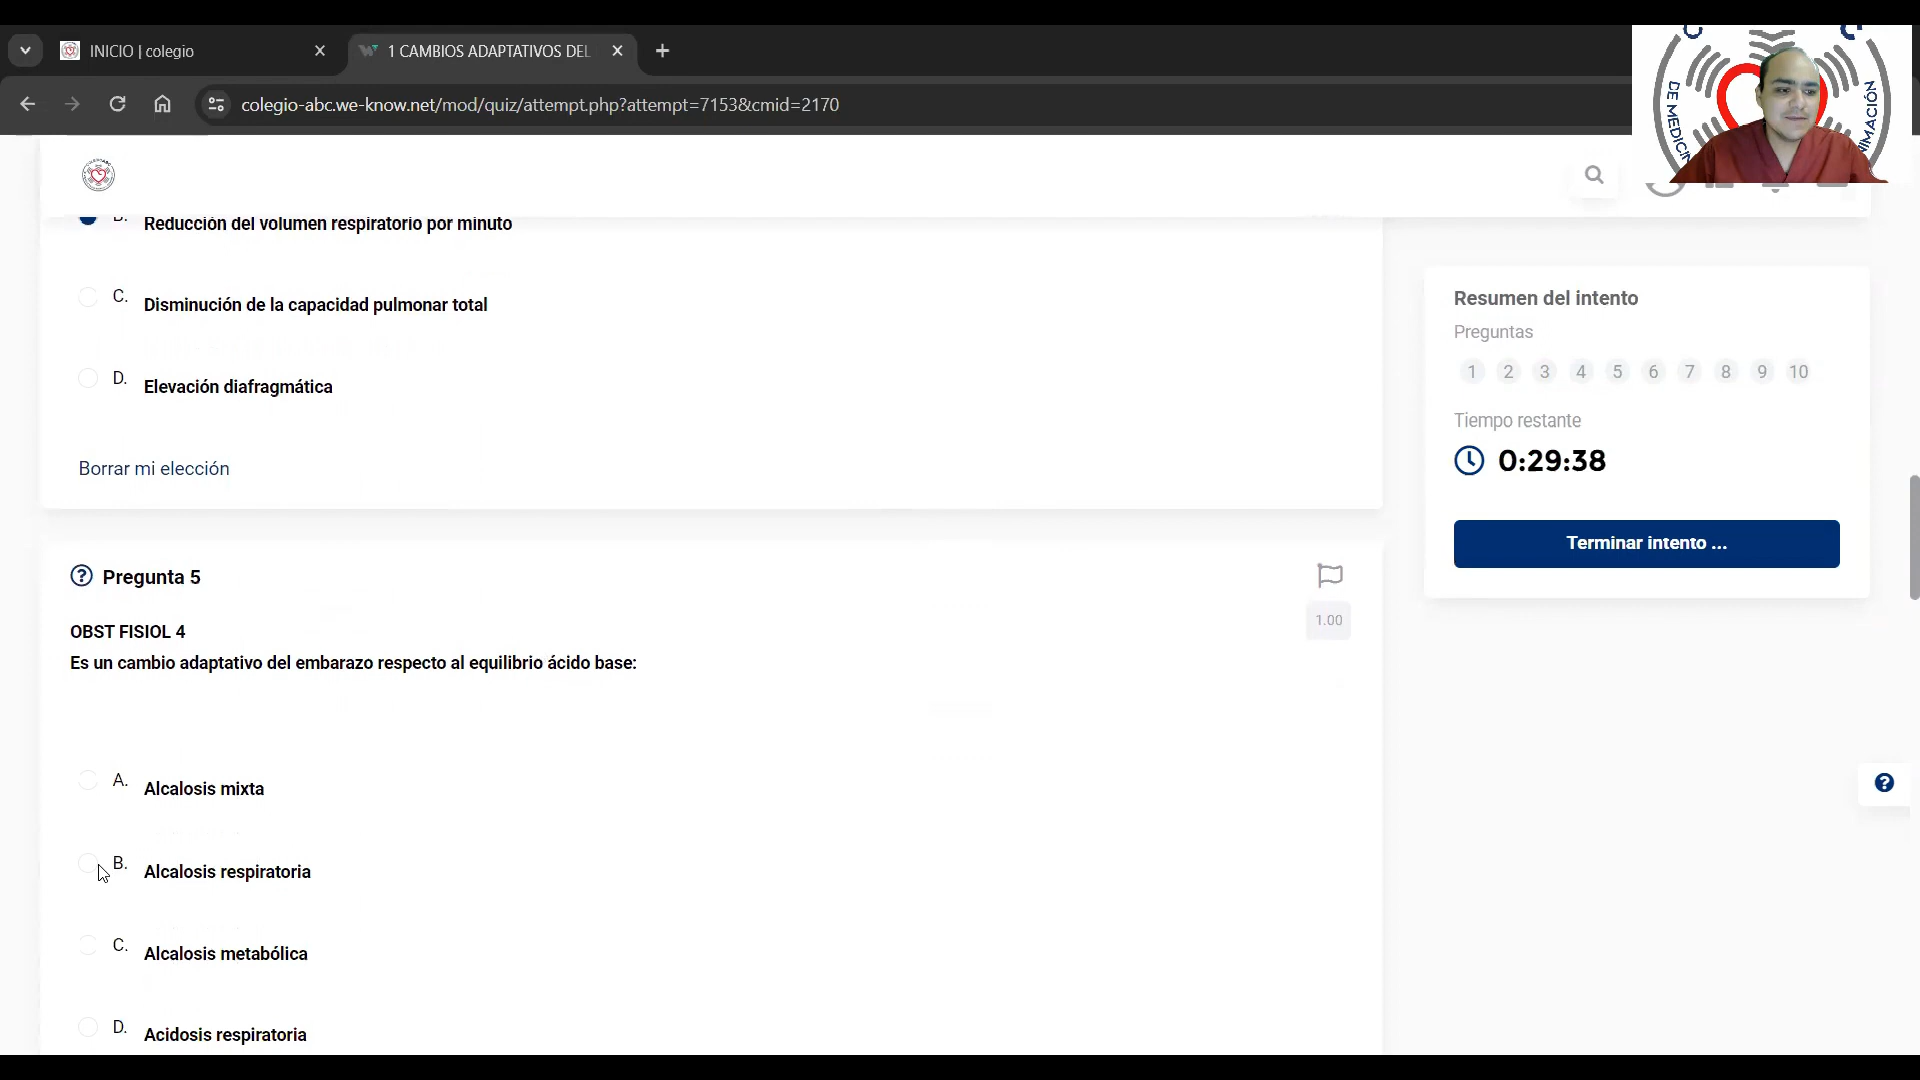 INICIO | colegio
1 CAMBIOS ADAPTATIVOS DEL
colegio-abc.we-know.net/mod/quiz/attempt.php?attempt=7153&cmid=2170
DE MEDICIN
NIMACIÓN
B. Reducción del volumen respiratorio por minuto
C. Disminución de la capacidad pulmonar total
D. Elevación diafragmática
Borrar mi elección
Resumen del intento
Preguntas
1 2 3 4 5 6 7 8 9 10
Tiempo restante
0:29:38
Terminar intento ...
Pregunta 5
1.00
OBST FISIOL 4
Es un cambio adaptativo del embarazo respecto al equilibrio ácido base:
A. Alcalosis mixta
B. Alcalosis respiratoria
C. Alcalosis metabólica
D. Acidosis respiratoria